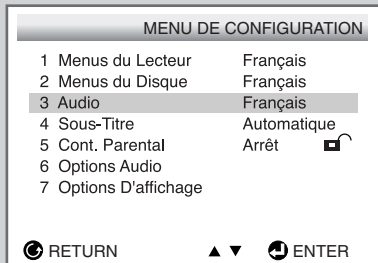 MENU DE CONFIGURATION
1 Menus du Lecteur Français
2 Menus du Disque Français
3 Audio Français
4 Sous-Titre Automatique
5 Cont. Parental Arrêt
6 Options Audio
7 Options D'affichage
RETURN ▲ ▼ ENTER